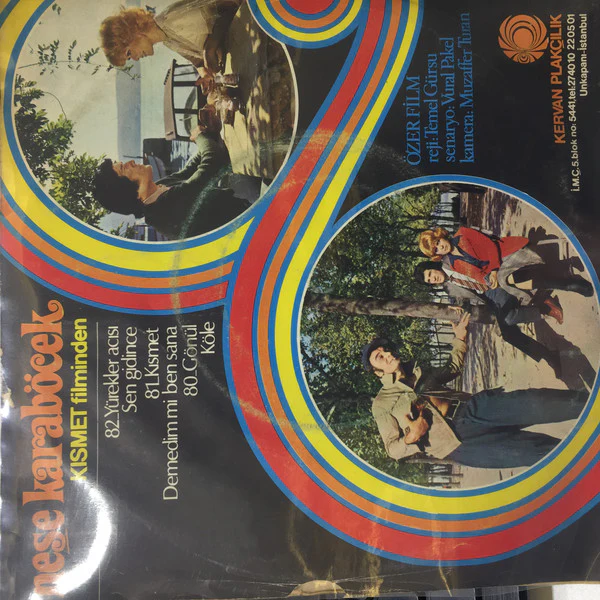 neşe karaböcek
KISMET filminden
82.Yürekler acısı
Sen gidince
81.Kısmet
Demedim mi ben sana
80.Gönül
Köle
ÖZER FİLM
reji:Temel Gürsu
senaryo:Vural Pakel
kamera: Muzaffer Turan
KERVAN PLAKÇILIK
İ.M.Ç.5.blok no: 5441,tel:274010 220501
Unkapanı-İstanbul